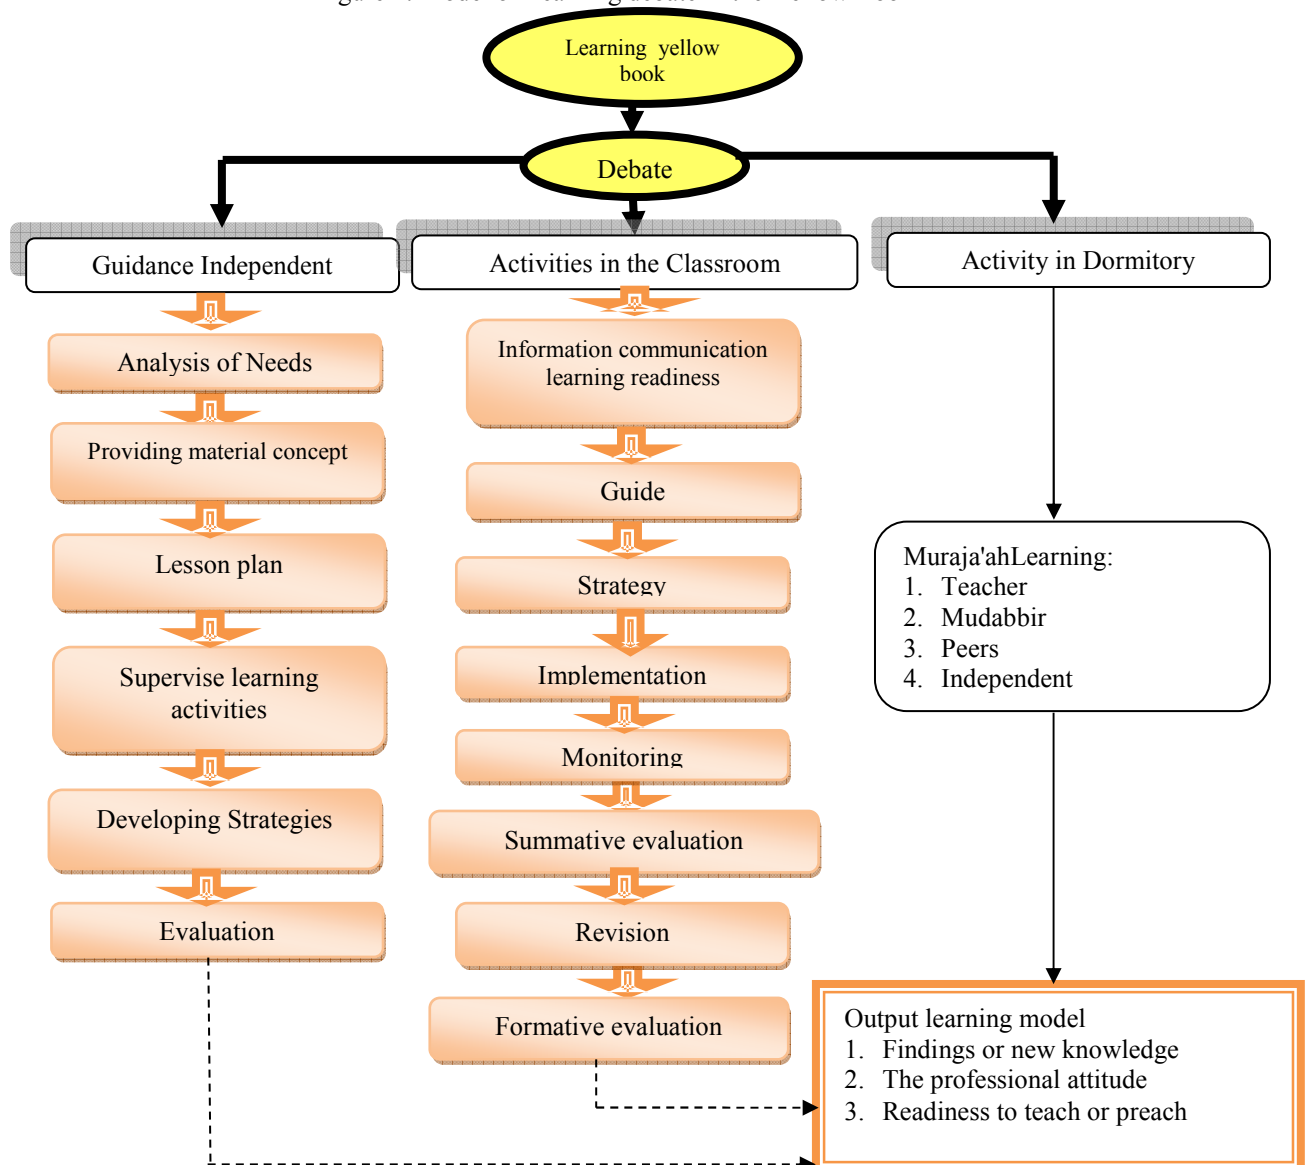 Learning yellow
book
Debate
Guidance Independent
Activities in the Classroom
Activity in Dormitory
Analysis of Needs
Providing material concept
Lesson plan
Supervise learning
activities
Developing Strategies
Evaluation
Information communication
learning readiness
Guide
Strategy
Implementation
Monitoring
Summative evaluation
Revision
Formative evaluation
Muraja'ahLearning:
1. Teacher
2. Mudabbir
3. Peers
4. Independent
Output learning model
1. Findings or new knowledge
2. The professional attitude
3. Readiness to teach or preach